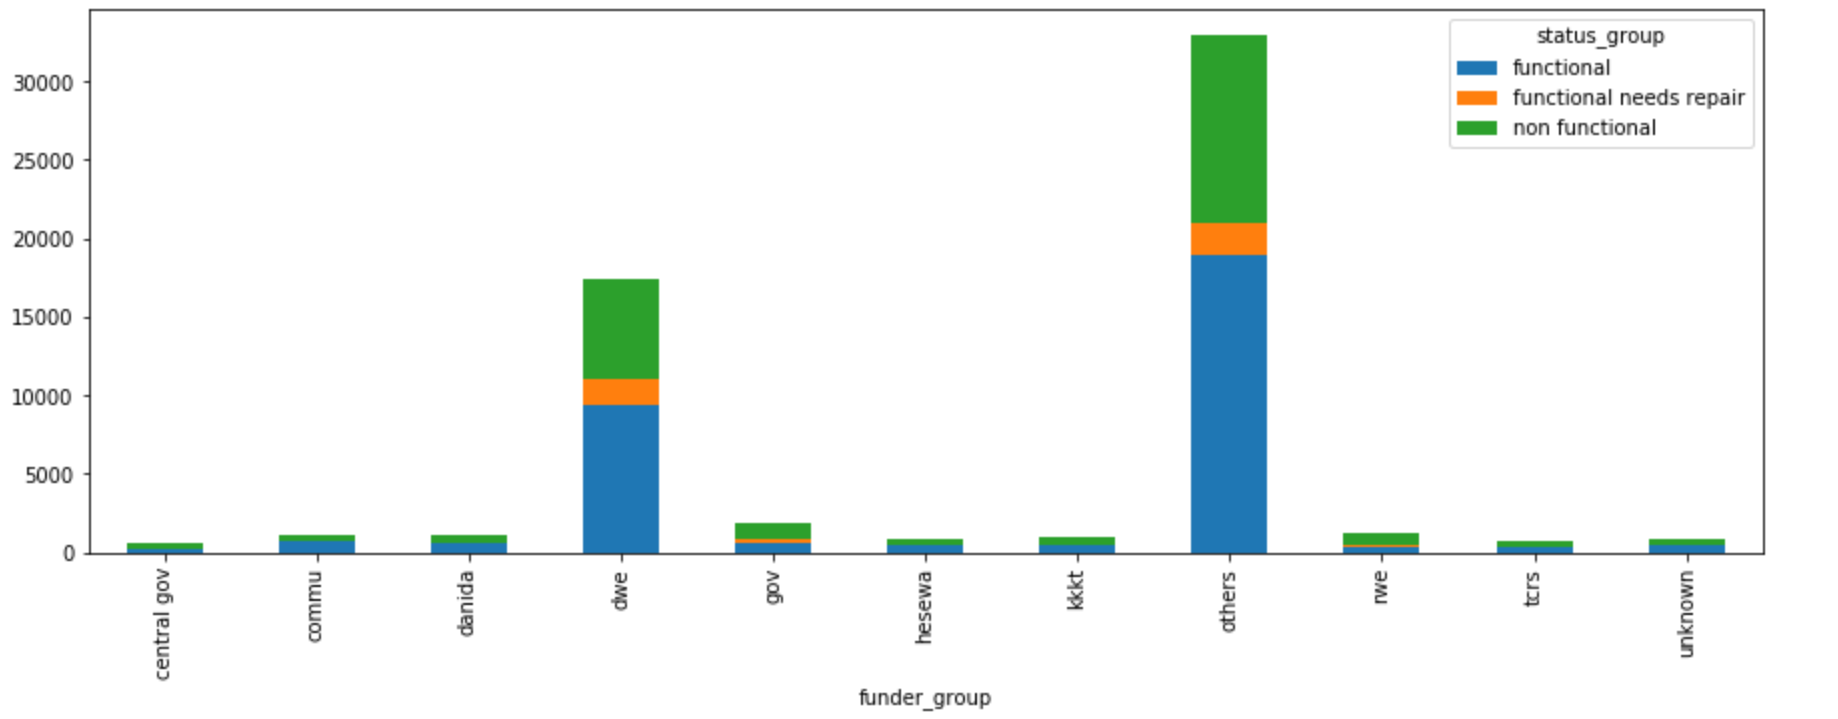 status_group
functional
functional needs repair
non functional
30000
25000
20000
15000
10000
5000
0
central gov
commu
danida
dwe
gov
hesewa
kkkt
others
rwe
tcrs
unknown
funder_group